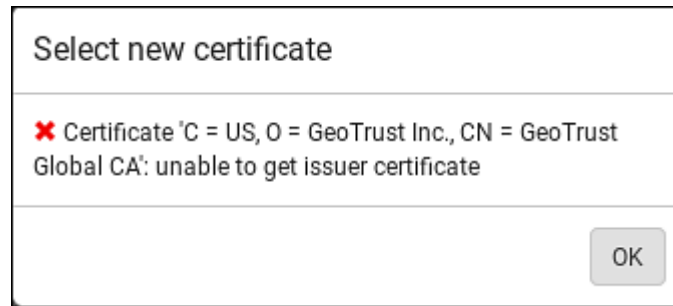 Select new certificate
✖ Certificate 'C = US, O = GeoTrust Inc., CN = GeoTrust
Global CA': unable to get issuer certificate
OK